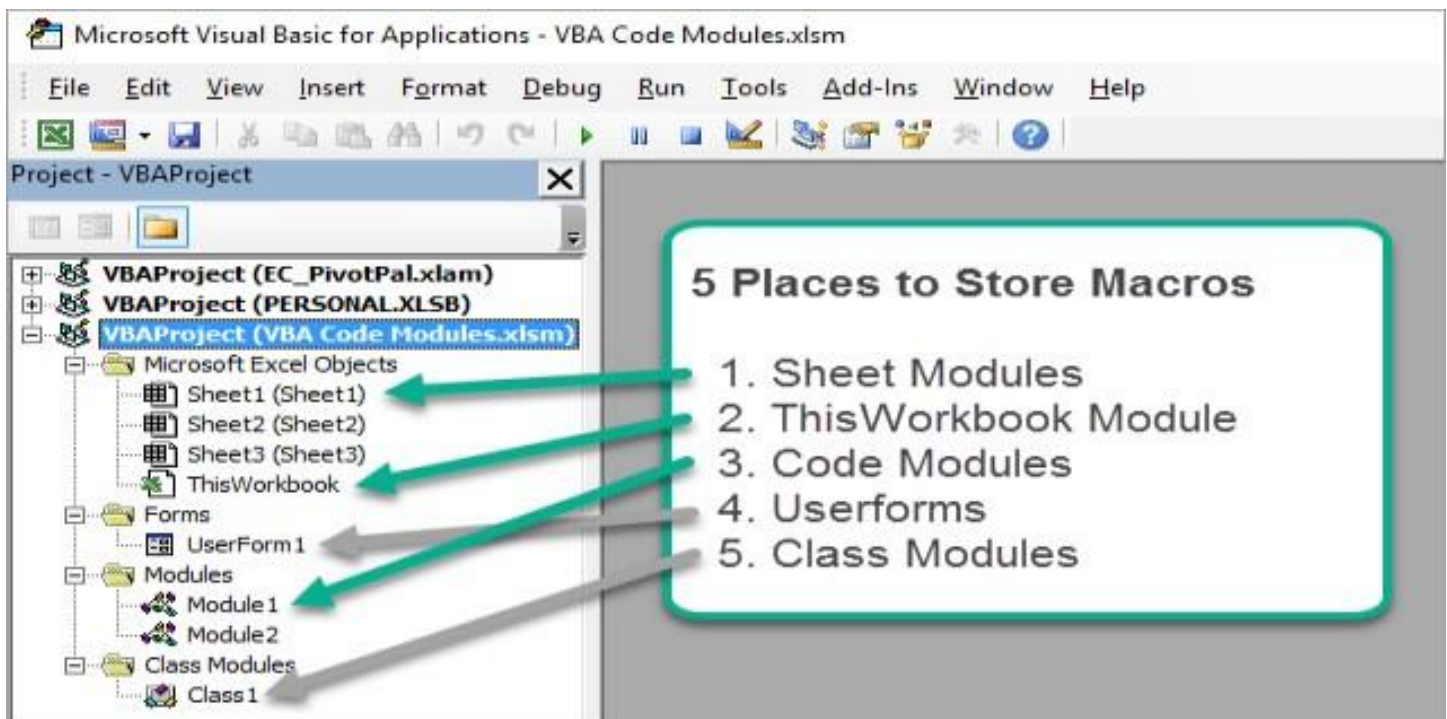 Microsoft Visual Basic for Applications - VBA Code Modules.xlsm
File Edit View Insert Format Debug Run Tools Add-Ins Window Help
Project - VBAProject
VBAProject (EC_PivotPal.xlam)
VBAProject (PERSONAL.XLSB)
VBAProject (VBA Code Modules.xlsm)
Microsoft Excel Objects
Sheet1 (Sheet1)
Sheet2 (Sheet2)
Sheet3 (Sheet3)
ThisWorkbook
Forms
UserForm1
Modules
Module1
Module2
Class Modules
Class1
5 Places to Store Macros
1. Sheet Modules
2. ThisWorkbook Module
3. Code Modules
4. Userforms
5. Class Modules